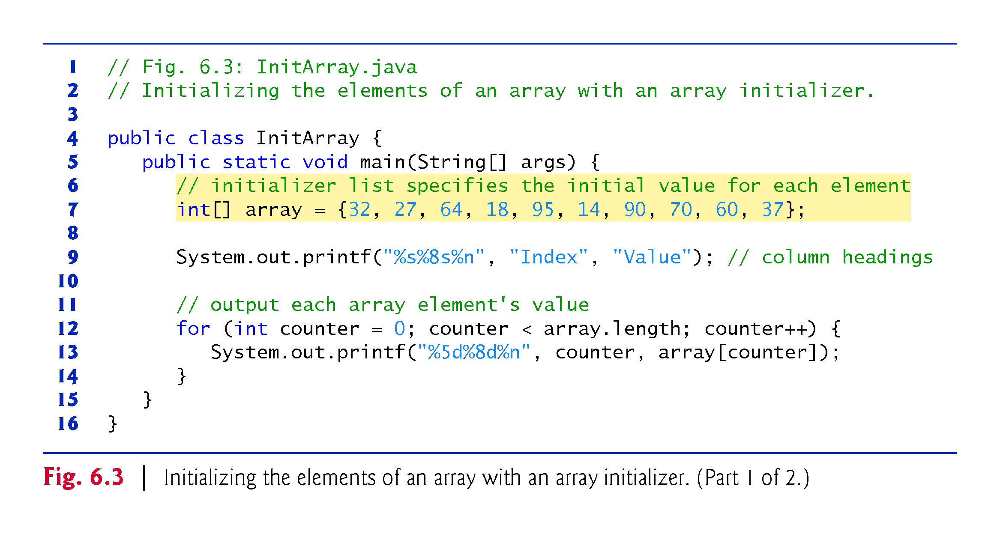 1 // Fig. 6.3: InitArray.java
2 // Initializing the elements of an array with an array initializer.
3
4 public class InitArray {
5    public static void main(String[] args) {
6       // initializer list specifies the initial value for each element
7       int[] array = {32, 27, 64, 18, 95, 14, 90, 70, 60, 37};
8
9       System.out.printf("%s%8s%n", "Index", "Value"); // column headings
10
11       // output each array element's value
12       for (int counter = 0; counter < array.length; counter++) {
13          System.out.printf("%5d%8d%n", counter, array[counter]);
14       }
15    }
16 }
Fig. 6.3 | Initializing the elements of an array with an array initializer. (Part 1 of 2.)